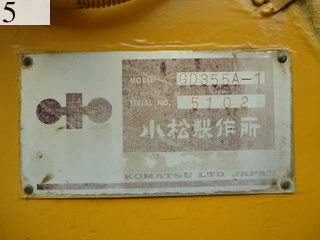 5
MODEL GD355A-1
SERIAL NO. 5102
小松製作所
KOMATSU LTD JAPAN